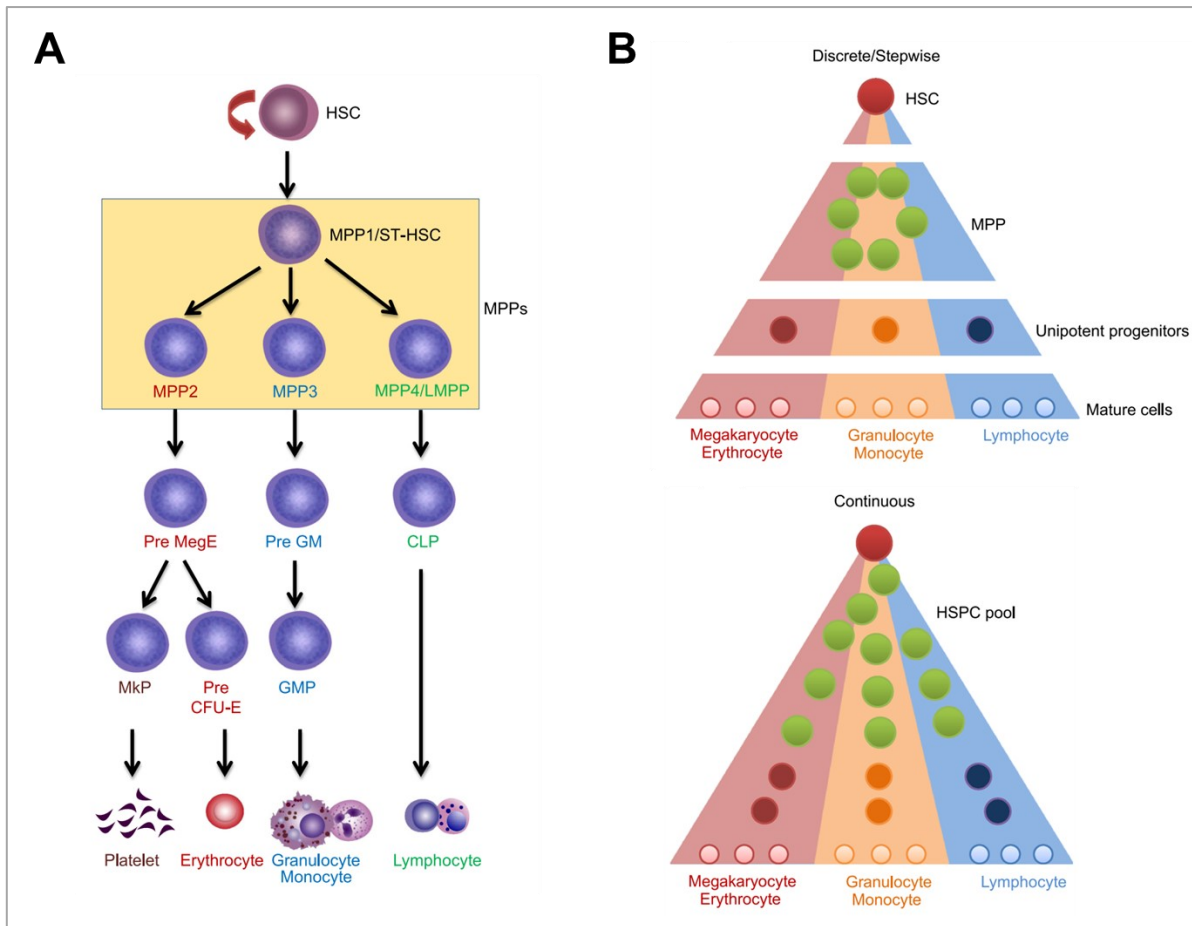 A
HSC
MPP1/ST-HSC
MPPs
MPP2
MPP3
MPP4/LMPP
Pre MegE
Pre GM
CLP
MkP
Pre
CFU-E
GMP
Platelet
Erythrocyte
Granulocyte
Monocyte
Lymphocyte
B
Discrete/Stepwise
HSC
MPP
Unipotent progenitors
Mature cells
Megakaryocyte
Erythrocyte
Granulocyte
Monocyte
Lymphocyte
Continuous
HSPC pool
Megakaryocyte
Erythrocyte
Granulocyte
Monocyte
Lymphocyte